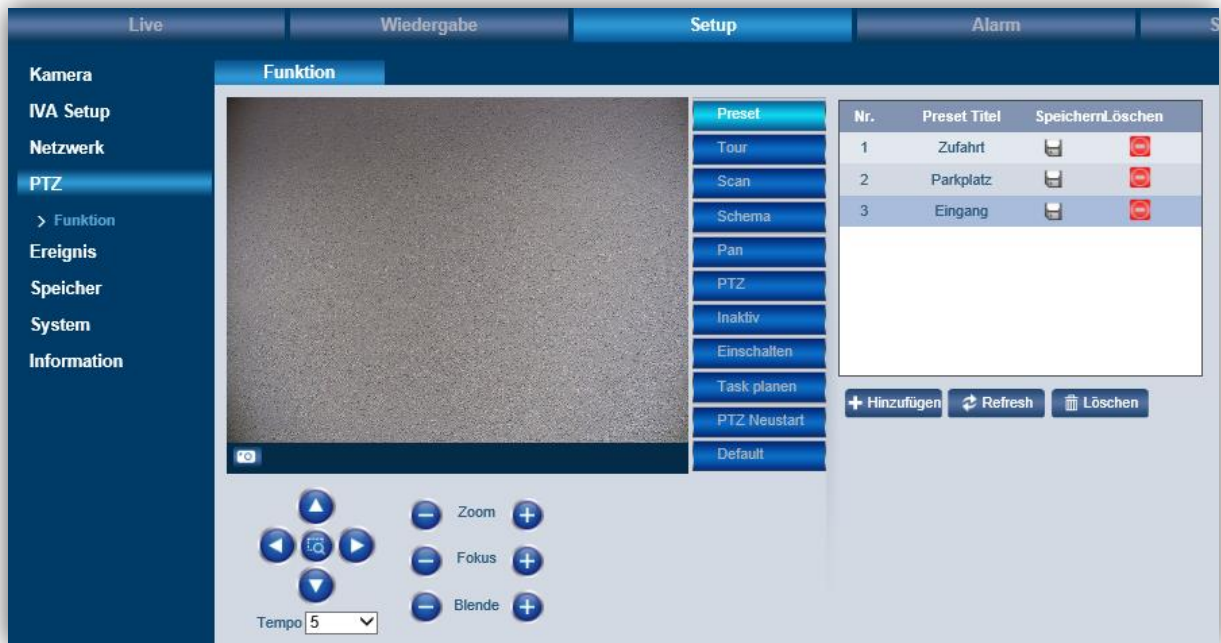 Live Wiedergabe Setup Alarm S
Kamera
IVA Setup
Netzwerk
PTZ
Funktion
Ereignis
Speicher
System
Information
Funktion
Preset
Tour
Scan
Schema
Pan
PTZ
Inaktiv
Einschalten
Task planen
PTZ Neustart
Default
Nr. Preset Titel Speichern Löschen
1 Zufahrt
2 Parkplatz
3 Eingang
Hinzufügen Refresh Löschen
Zoom
Fokus
Blende
Tempo 5